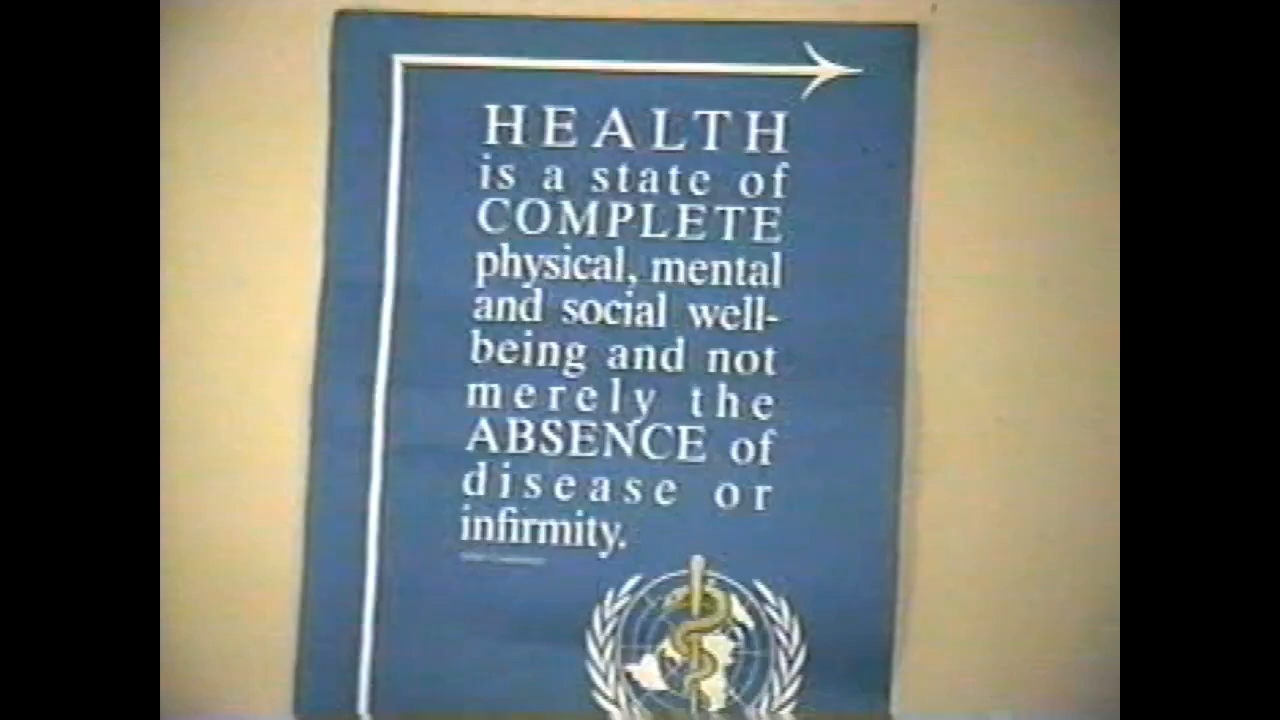 HEALTH
is a state of
COMPLETE
physical, mental
and social well-
being and not
merely the
ABSENCE of
disease or
infirmity.